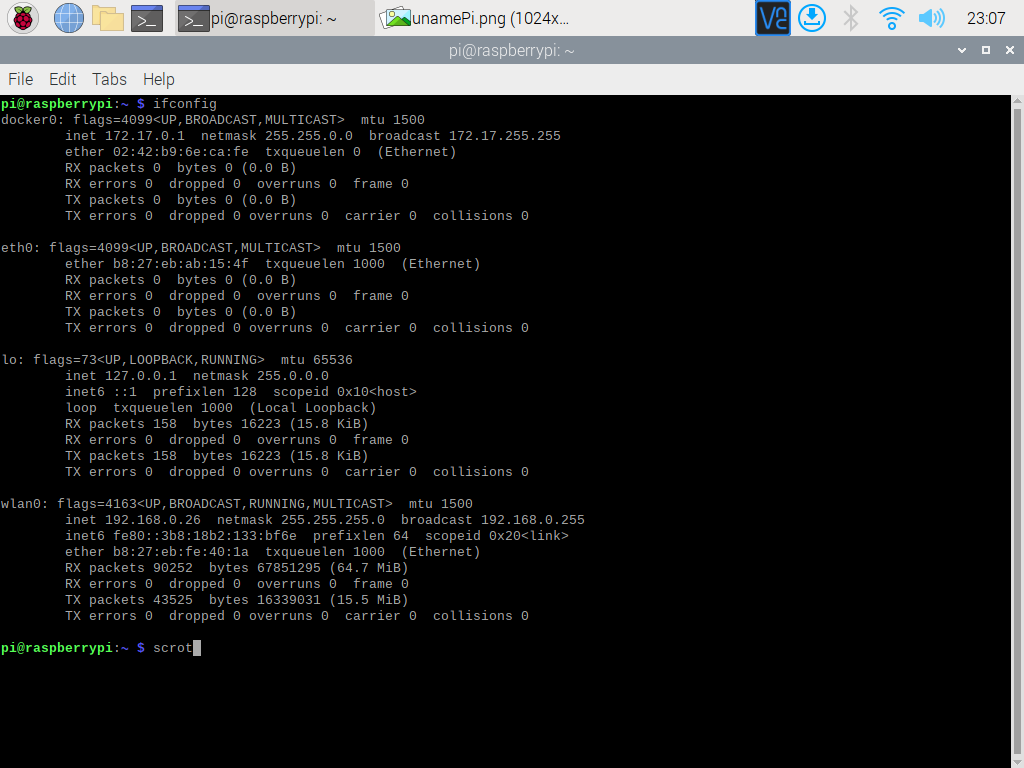 pi@raspberrypi: ~
unamePi.png (1024x...
23:07
pi@raspberrypi: ~
File Edit Tabs Help
pi@raspberrypi:~ $ ifconfig
docker0: flags=4099<UP,BROADCAST,MULTICAST>  mtu 1500
        inet 172.17.0.1  netmask 255.255.0.0  broadcast 172.17.255.255
        ether 02:42:b9:6e:ca:fe  txqueuelen 0  (Ethernet)
        RX packets 0  bytes 0 (0.0 B)
        RX errors 0  dropped 0  overruns 0  frame 0
        TX packets 0  bytes 0 (0.0 B)
        TX errors 0  dropped 0 overruns 0  carrier 0  collisions 0

eth0: flags=4099<UP,BROADCAST,MULTICAST>  mtu 1500
        ether b8:27:eb:ab:15:4f  txqueuelen 1000  (Ethernet)
        RX packets 0  bytes 0 (0.0 B)
        RX errors 0  dropped 0  overruns 0  frame 0
        TX packets 0  bytes 0 (0.0 B)
        TX errors 0  dropped 0 overruns 0  carrier 0  collisions 0

lo: flags=73<UP,LOOPBACK,RUNNING>  mtu 65536
        inet 127.0.0.1  netmask 255.0.0.0
        inet6 ::1  prefixlen 128  scopeid 0x10<host>
        loop  txqueuelen 1000  (Local Loopback)
        RX packets 158  bytes 16223 (15.8 KiB)
        RX errors 0  dropped 0  overruns 0  frame 0
        TX packets 158  bytes 16223 (15.8 KiB)
        TX errors 0  dropped 0 overruns 0  carrier 0  collisions 0

wlan0: flags=4163<UP,BROADCAST,RUNNING,MULTICAST>  mtu 1500
        inet 192.168.0.26  netmask 255.255.255.0  broadcast 192.168.0.255
        inet6 fe80::3b8:18b2:133:bf6e  prefixlen 64  scopeid 0x20<link>
        ether b8:27:eb:fe:40:1a  txqueuelen 1000  (Ethernet)
        RX packets 90252  bytes 67851295 (64.7 MiB)
        RX errors 0  dropped 0  overruns 0  frame 0
        TX packets 43525  bytes 16339031 (15.5 MiB)
        TX errors 0  dropped 0 overruns 0  carrier 0  collisions 0

pi@raspberrypi:~ $ scrot